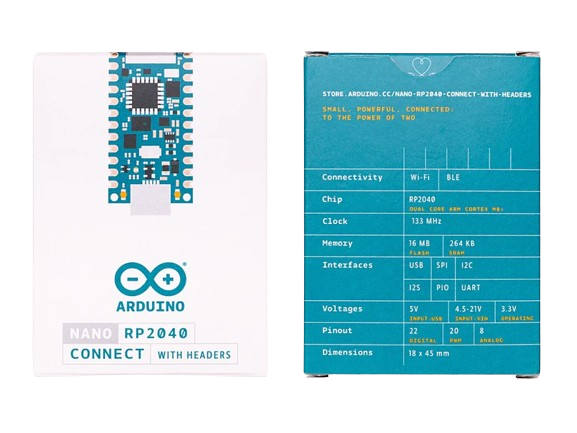 ARDUINO
NANO RP2040
CONNECT WITH HEADERS
STORE.ARDUINO.CC/NANO-RP2040-CONNECT-WITH-HEADERS
SMALL, POWERFUL, CONNECTED:
TO THE POWER OF TWO
Connectivity Wi-Fi BLE
Chip RP2040
DUAL CORE ARM CORTEX M0+
Clock 133 MHz
Memory 16 MB 264 KB
FLASH SRAM
Interfaces USB SPI I2C
I2S PIO UART
Voltages 5V 4.5-21V 3.3V
INPUT-USB INPUT-VIN OPERATING
Pinout 22 20 8
DIGITAL PWM ANALOG
Dimensions 18 x 45 mm